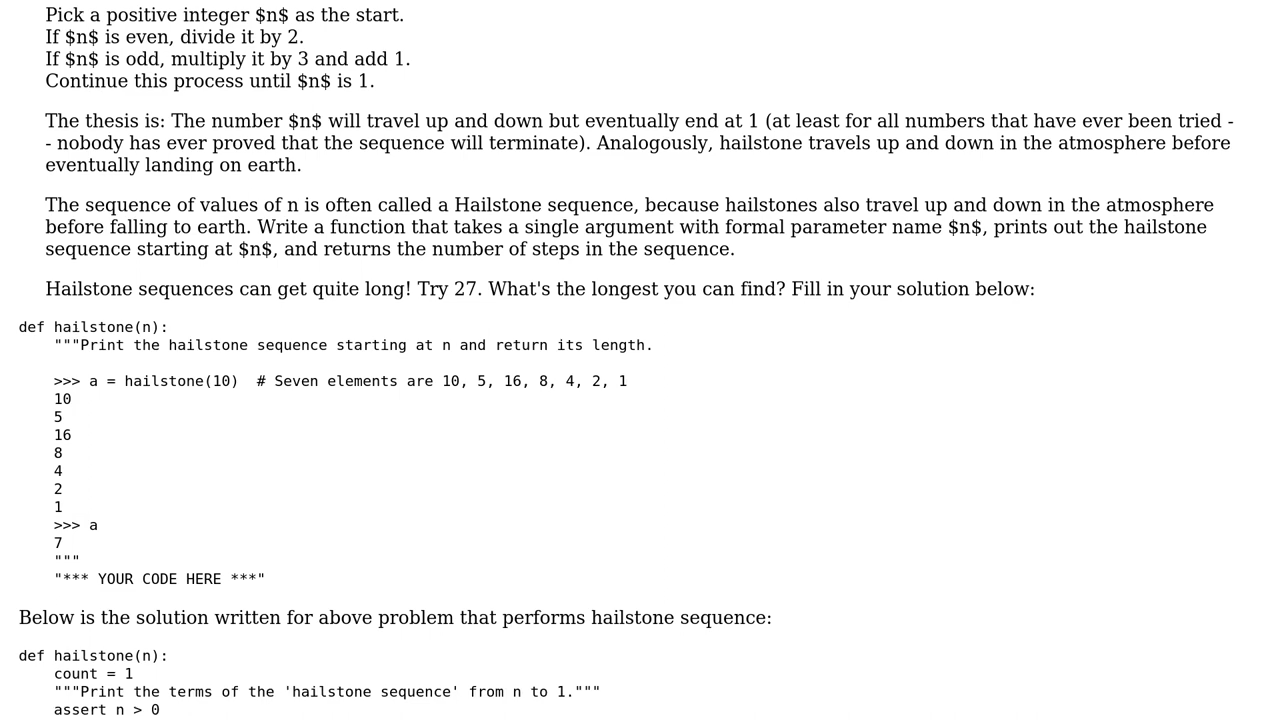 Pick a positive integer $n$ as the start.
If $n$ is even, divide it by 2.
If $n$ is odd, multiply it by 3 and add 1.
Continue this process until $n$ is 1.
The thesis is: The number $n$ will travel up and down but eventually end at 1 (at least for all numbers that have ever been tried -
- nobody has ever proved that the sequence will terminate). Analogously, hailstone travels up and down in the atmosphere before
eventually landing on earth.
The sequence of values of n is often called a Hailstone sequence, because hailstones also travel up and down in the atmosphere
before falling to earth. Write a function that takes a single argument with formal parameter name $n$, prints out the hailstone
sequence starting at $n$, and returns the number of steps in the sequence.
Hailstone sequences can get quite long! Try 27. What's the longest you can find? Fill in your solution below:
def hailstone(n):
    """Print the hailstone sequence starting at n and return its length.
    >>> a = hailstone(10)  # Seven elements are 10, 5, 16, 8, 4, 2, 1
    10
    5
    16
    8
    4
    2
    1
    >>> a
    7
    """
    "*** YOUR CODE HERE ***"
Below is the solution written for above problem that performs hailstone sequence:
def hailstone(n):
    count = 1
    """Print the terms of the 'hailstone sequence' from n to 1."""
    assert n > 0